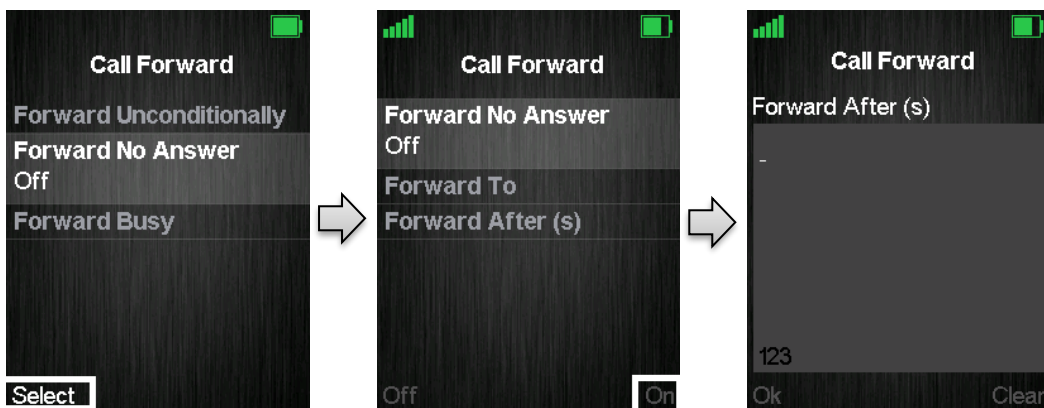 Call Forward
Forward Unconditionally
Forward No Answer
Off
Forward Busy
Select
Call Forward
Forward No Answer
Off
Forward To
Forward After (s)
Off On
Call Forward
Forward After (s)
-
123
Ok Clear